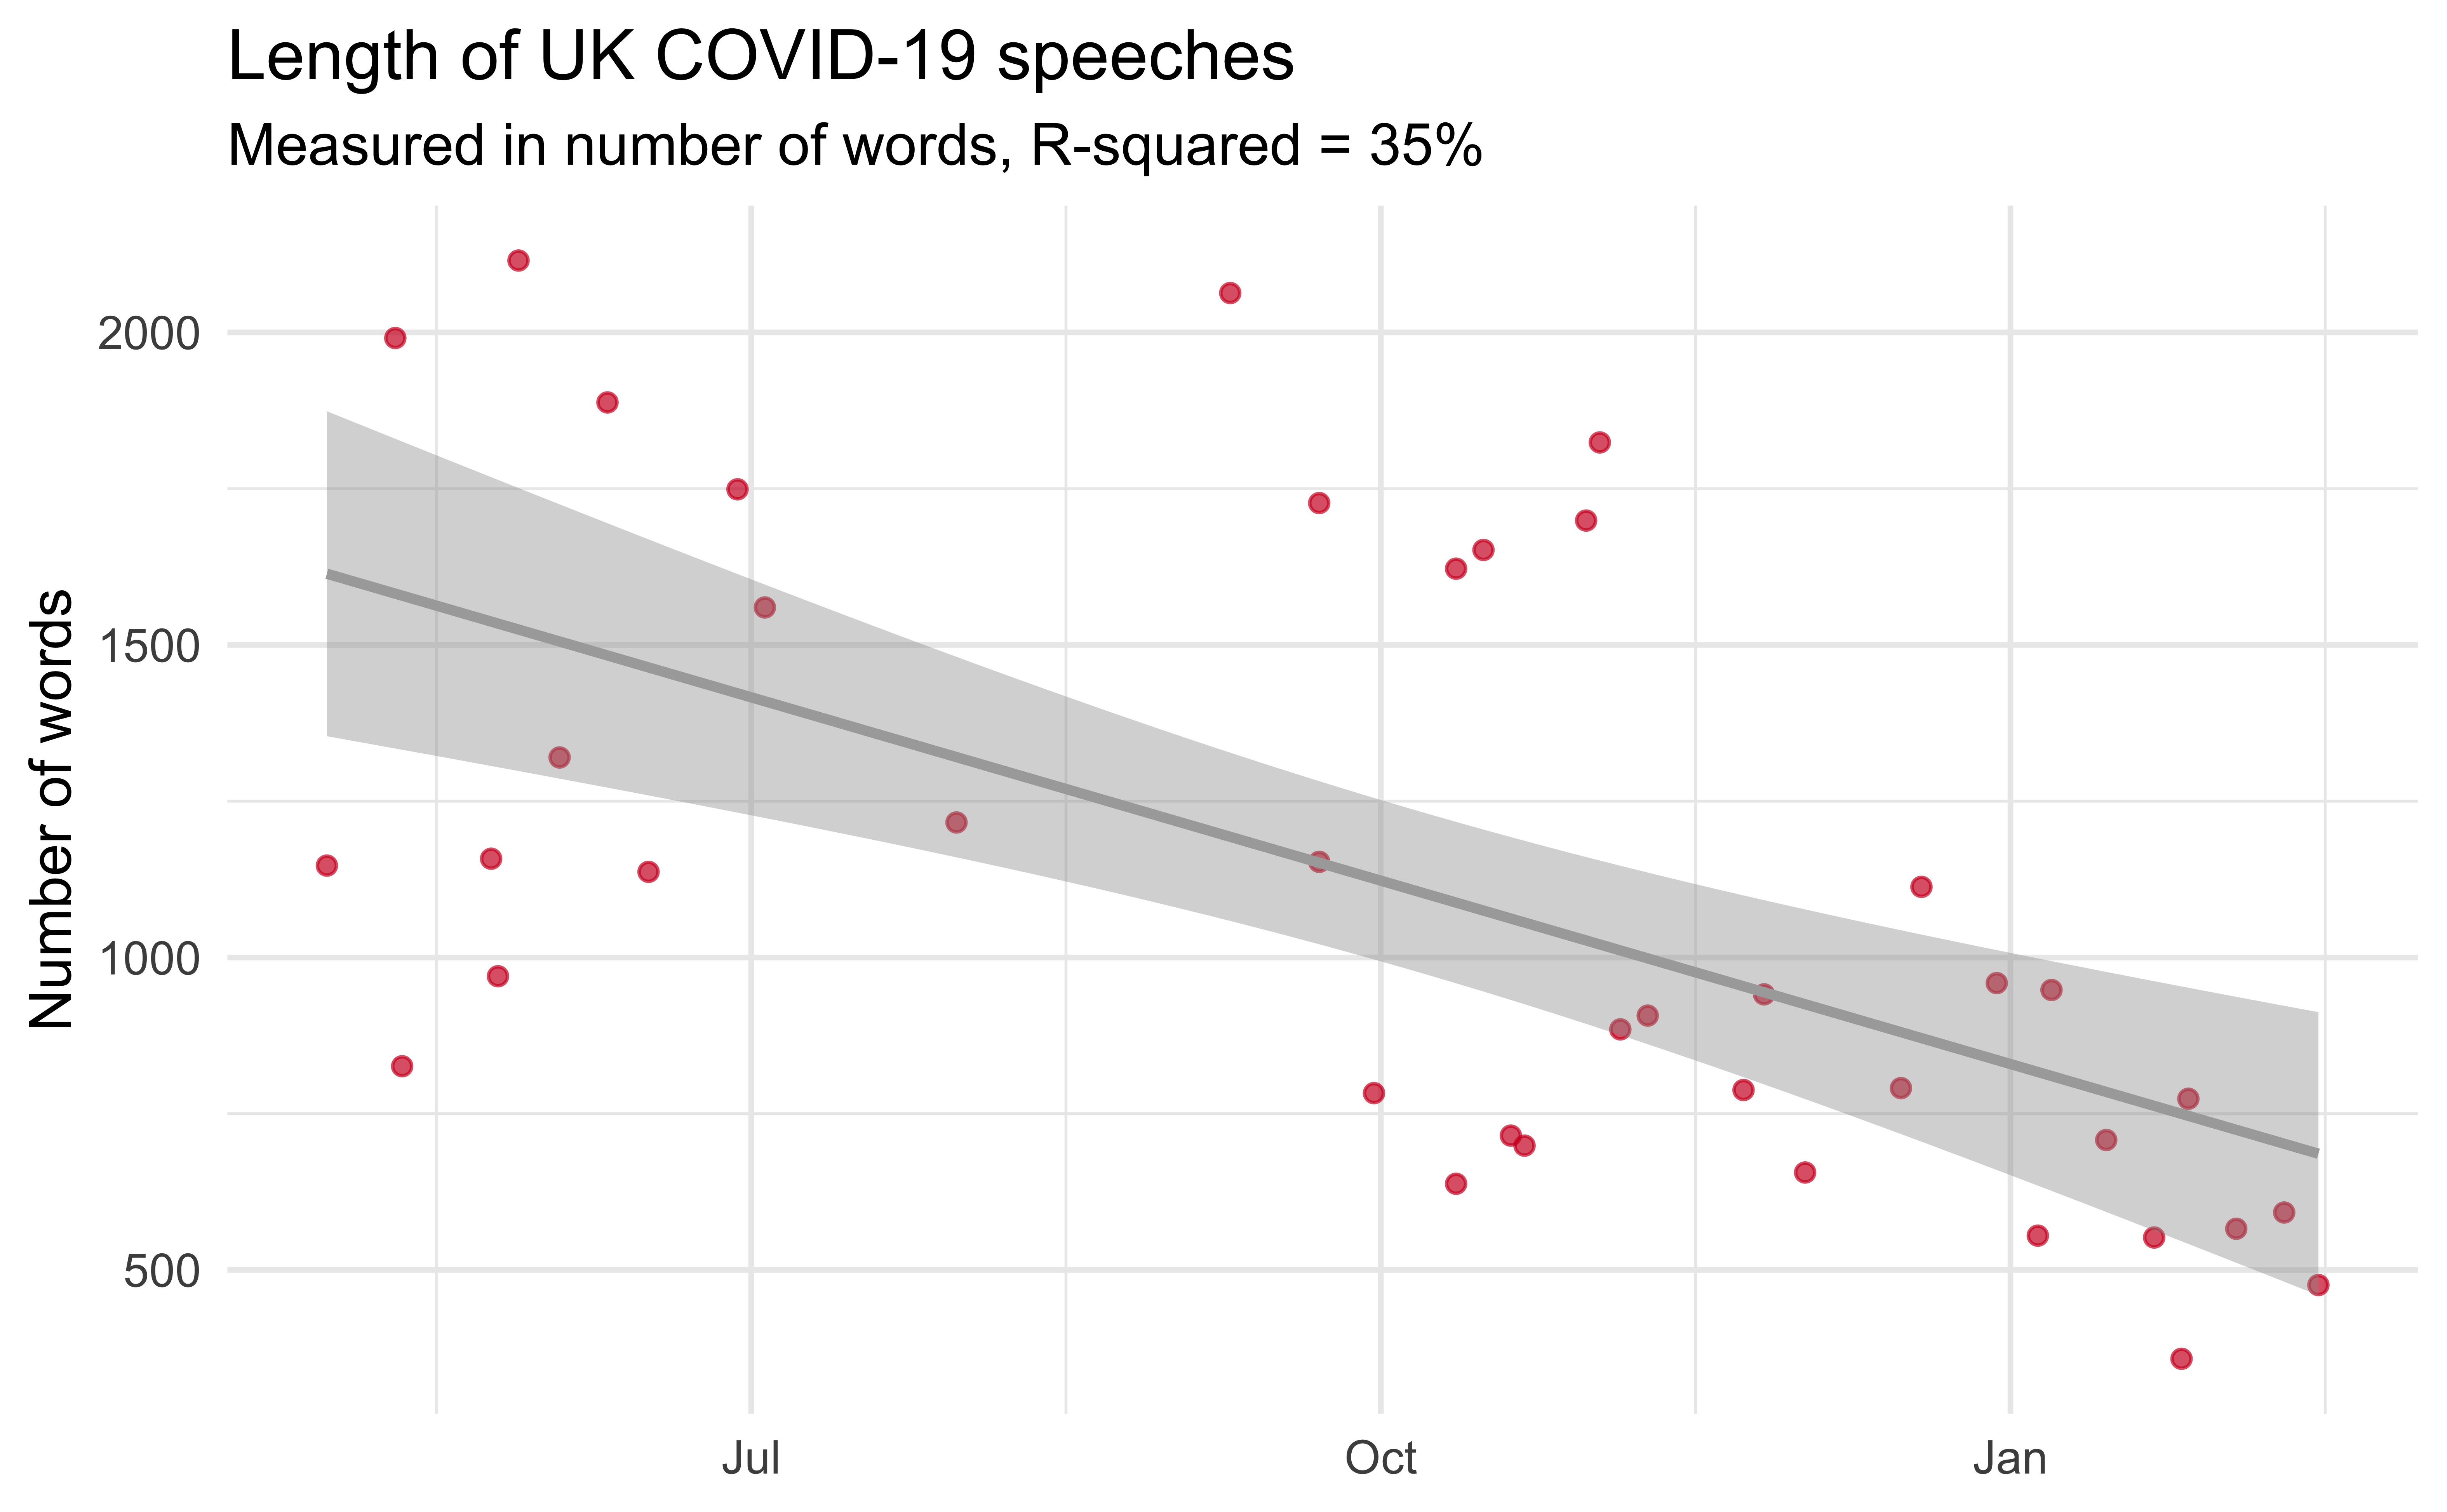 Length of UK COVID-19 speeches
Measured in number of words, R-squared = 35%
Number of words
2000
1500
1000
500
Jul
Oct
Jan